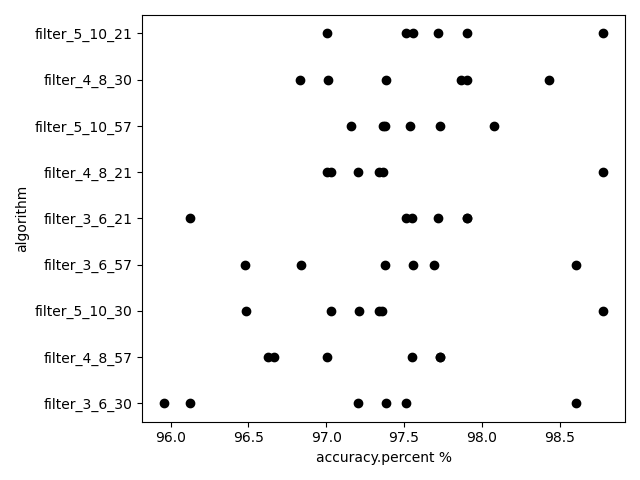 filter_5_10_21
filter_4_8_30
filter_5_10_57
filter_4_8_21
filter_3_6_21
filter_3_6_57
filter_5_10_30
filter_4_8_57
filter_3_6_30
algorithm
96.0 96.5 97.0 97.5 98.0 98.5
accuracy.percent %